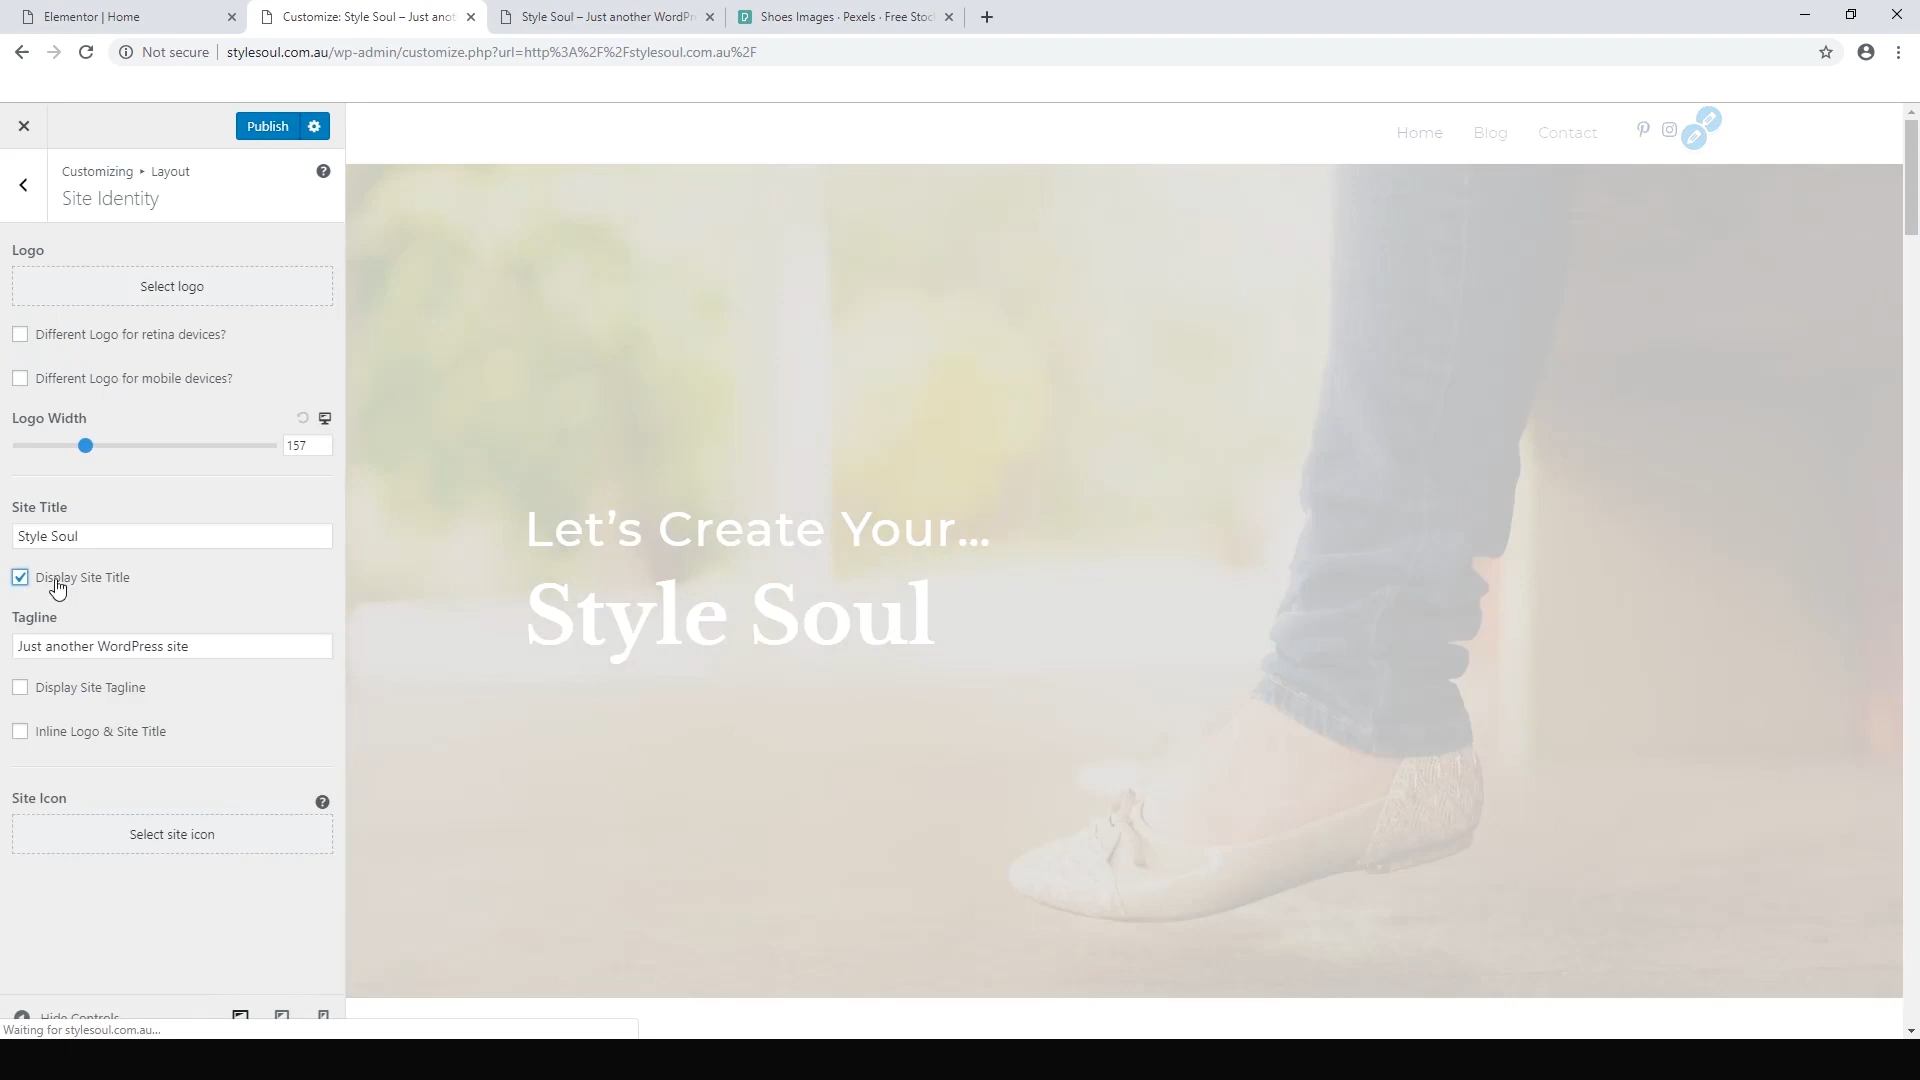 Elementor | Home
Customize: Style Soul – Just anot
Style Soul – Just another WordPr
Shoes Images · Pexels · Free Stoc
Not secure
stylesoul.com.au/wp-admin/customize.php?url=http%3A%2F%2Fstylesoul.com.au%2F
Publish
Customizing ▸ Layout
Site Identity
Logo
Select logo
Different Logo for retina devices?
Different Logo for mobile devices?
Logo Width
157
Site Title
Style Soul
Display Site Title
Tagline
Just another WordPress site
Display Site Tagline
Inline Logo & Site Title
Site Icon
Select site icon
Hide Controls
Waiting for stylesoul.com.au...
Home
Blog
Contact
Let’s Create Your...
Style Soul